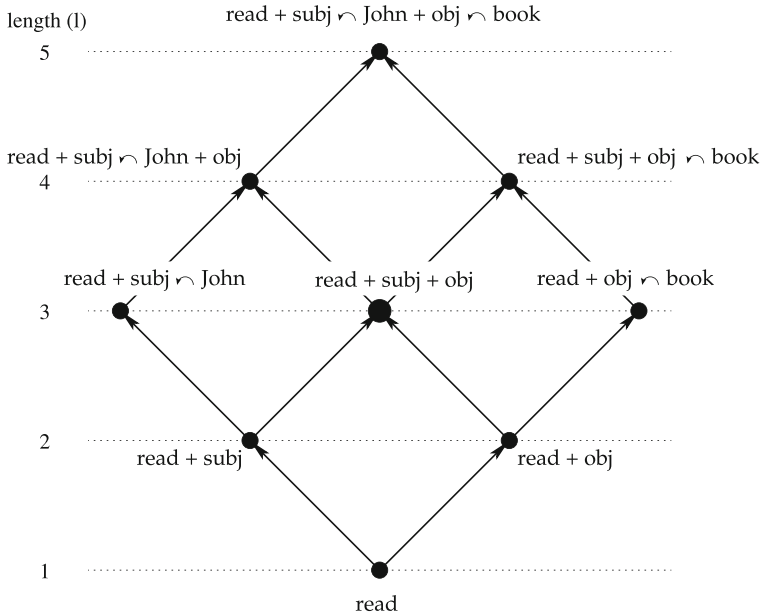 read + subj ↶ John + obj ↶ book
length (l)
5
read + subj ↶ John + obj
read + subj + obj ↶ book
4
read + subj ↶ John
read + subj + obj
read + obj ↶ book
3
2
read + subj
read + obj
1
read